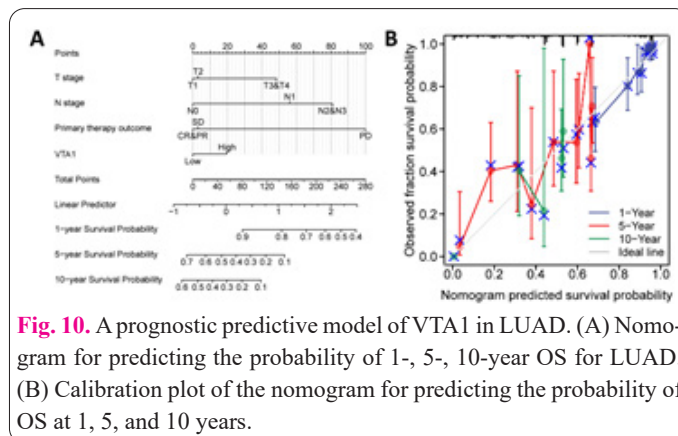 A
Points
0 20 40 60 80 100
T2
T stage
T1 T3&T4
N1
N stage
N0 N2&N3
SD
Primary therapy outcome
CR&PR PD
High
VTA1
Low
Total Points
0 40 80 120 160 200 240 280
Linear Predictor
-1 0 1 2
1-year Survival Probability
0.9 0.8 0.7 0.6 0.5 0.4
5-year Survival Probability
0.7 0.6 0.5 0.4 0.3 0.2 0.1
10-year Survival Probability
0.6 0.5 0.4 0.3 0.2 0.1
B
Observed fraction survival probability
1.0
0.8
0.6
0.4
0.2
0.0
1-Year
5-Year
10-Year
Ideal line
0.0 0.2 0.4 0.6 0.8 1.0
Nomogram predicted survival probability
Fig. 10. A prognostic predictive model of VTA1 in LUAD. (A) Nomo-
gram for predicting the probability of 1-, 5-, 10-year OS for LUAD.
(B) Calibration plot of the nomogram for predicting the probability of
OS at 1, 5, and 10 years.